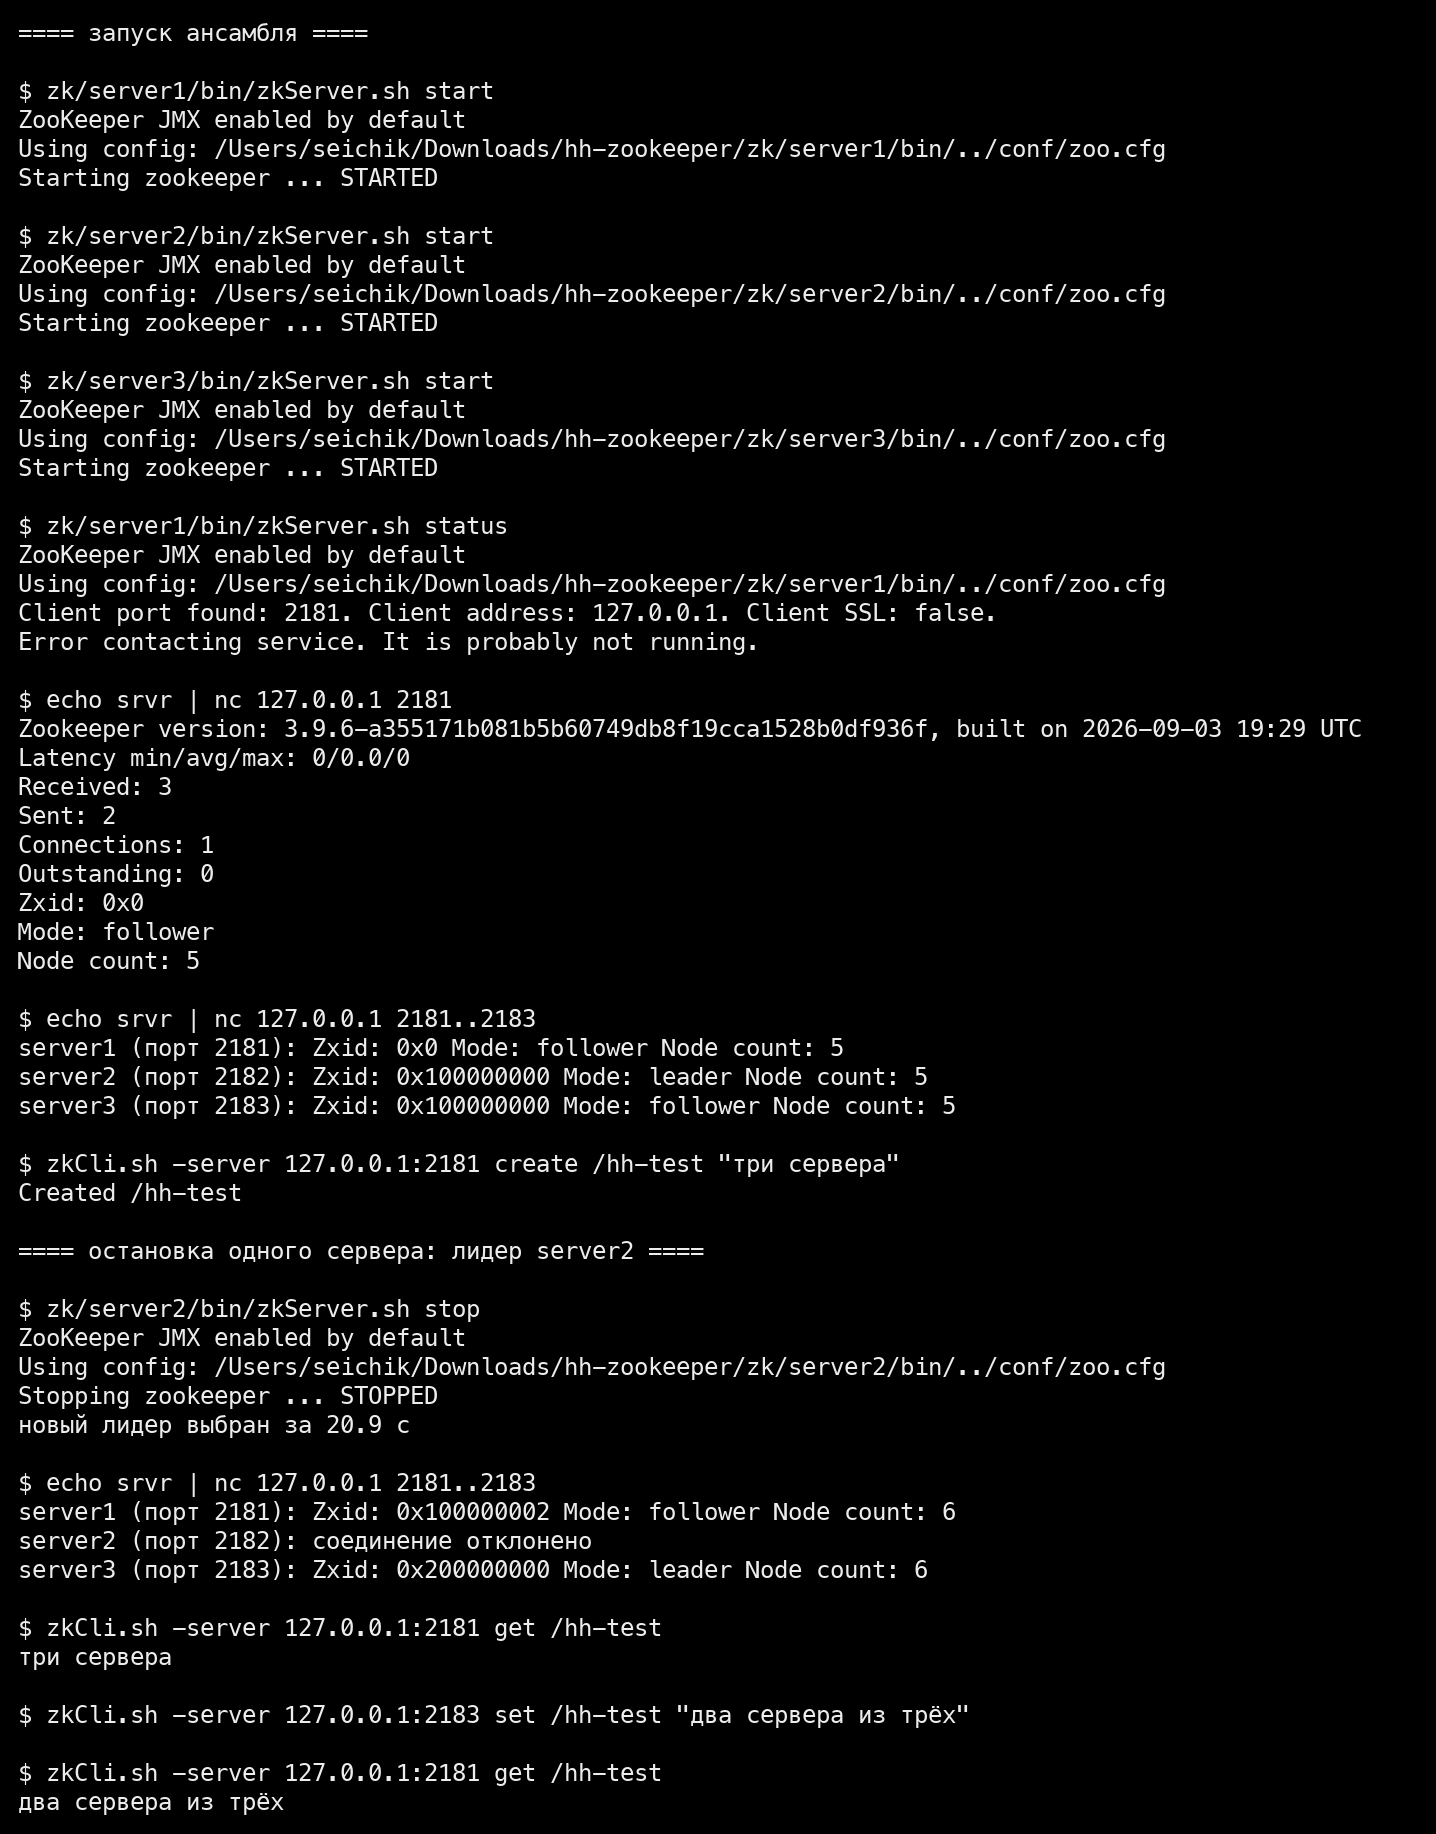 ==== запуск ансамбля ====
$ zk/server1/bin/zkServer.sh start
ZooKeeper JMX enabled by default
Using config: /Users/seichik/Downloads/hh-zookeeper/zk/server1/bin/../conf/zoo.cfg
Starting zookeeper ... STARTED
$ zk/server2/bin/zkServer.sh start
ZooKeeper JMX enabled by default
Using config: /Users/seichik/Downloads/hh-zookeeper/zk/server2/bin/../conf/zoo.cfg
Starting zookeeper ... STARTED
$ zk/server3/bin/zkServer.sh start
ZooKeeper JMX enabled by default
Using config: /Users/seichik/Downloads/hh-zookeeper/zk/server3/bin/../conf/zoo.cfg
Starting zookeeper ... STARTED
$ zk/server1/bin/zkServer.sh status
ZooKeeper JMX enabled by default
Using config: /Users/seichik/Downloads/hh-zookeeper/zk/server1/bin/../conf/zoo.cfg
Client port found: 2181. Client address: 127.0.0.1. Client SSL: false.
Error contacting service. It is probably not running.
$ echo srvr | nc 127.0.0.1 2181
Zookeeper version: 3.9.6-a355171b081b5b60749db8f19cca1528b0df936f, built on 2026-09-03 19:29 UTC
Latency min/avg/max: 0/0.0/0
Received: 3
Sent: 2
Connections: 1
Outstanding: 0
Zxid: 0x0
Mode: follower
Node count: 5
$ echo srvr | nc 127.0.0.1 2181..2183
server1 (порт 2181): Zxid: 0x0 Mode: follower Node count: 5
server2 (порт 2182): Zxid: 0x100000000 Mode: leader Node count: 5
server3 (порт 2183): Zxid: 0x100000000 Mode: follower Node count: 5
$ zkCli.sh -server 127.0.0.1:2181 create /hh-test "три сервера"
Created /hh-test
==== остановка одного сервера: лидер server2 ====
$ zk/server2/bin/zkServer.sh stop
ZooKeeper JMX enabled by default
Using config: /Users/seichik/Downloads/hh-zookeeper/zk/server2/bin/../conf/zoo.cfg
Stopping zookeeper ... STOPPED
новый лидер выбран за 20.9 с
$ echo srvr | nc 127.0.0.1 2181..2183
server1 (порт 2181): Zxid: 0x100000002 Mode: follower Node count: 6
server2 (порт 2182): соединение отклонено
server3 (порт 2183): Zxid: 0x200000000 Mode: leader Node count: 6
$ zkCli.sh -server 127.0.0.1:2181 get /hh-test
три сервера
$ zkCli.sh -server 127.0.0.1:2183 set /hh-test "два сервера из трёх"
$ zkCli.sh -server 127.0.0.1:2181 get /hh-test
два сервера из трёх